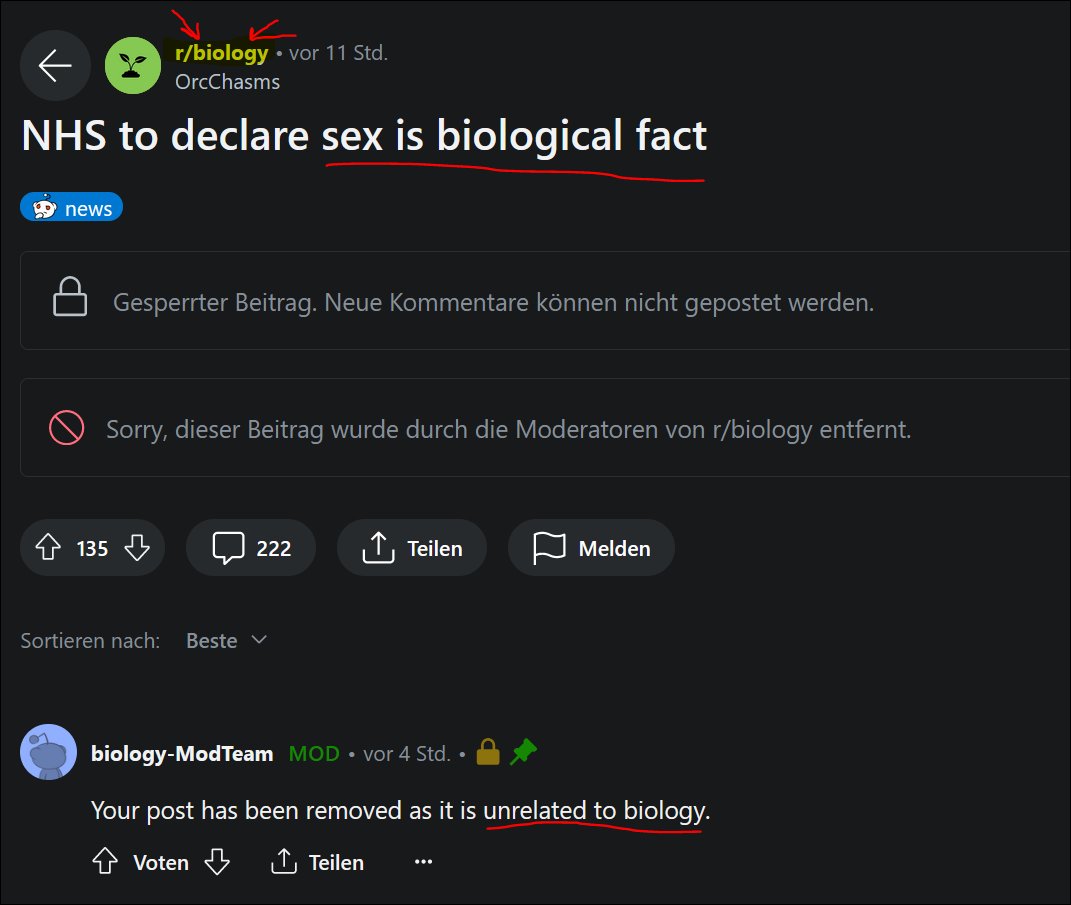 r/biology • vor 11 Std.
OrcChasms
NHS to declare sex is biological fact
news
Gesperrter Beitrag. Neue Kommentare können nicht gepostet werden.
Sorry, dieser Beitrag wurde durch die Moderatoren von r/biology entfernt.
135 222 Teilen Melden
Sortieren nach: Beste
biology-ModTeam MOD • vor 4 Std. •
Your post has been removed as it is unrelated to biology.
Voten Teilen ...